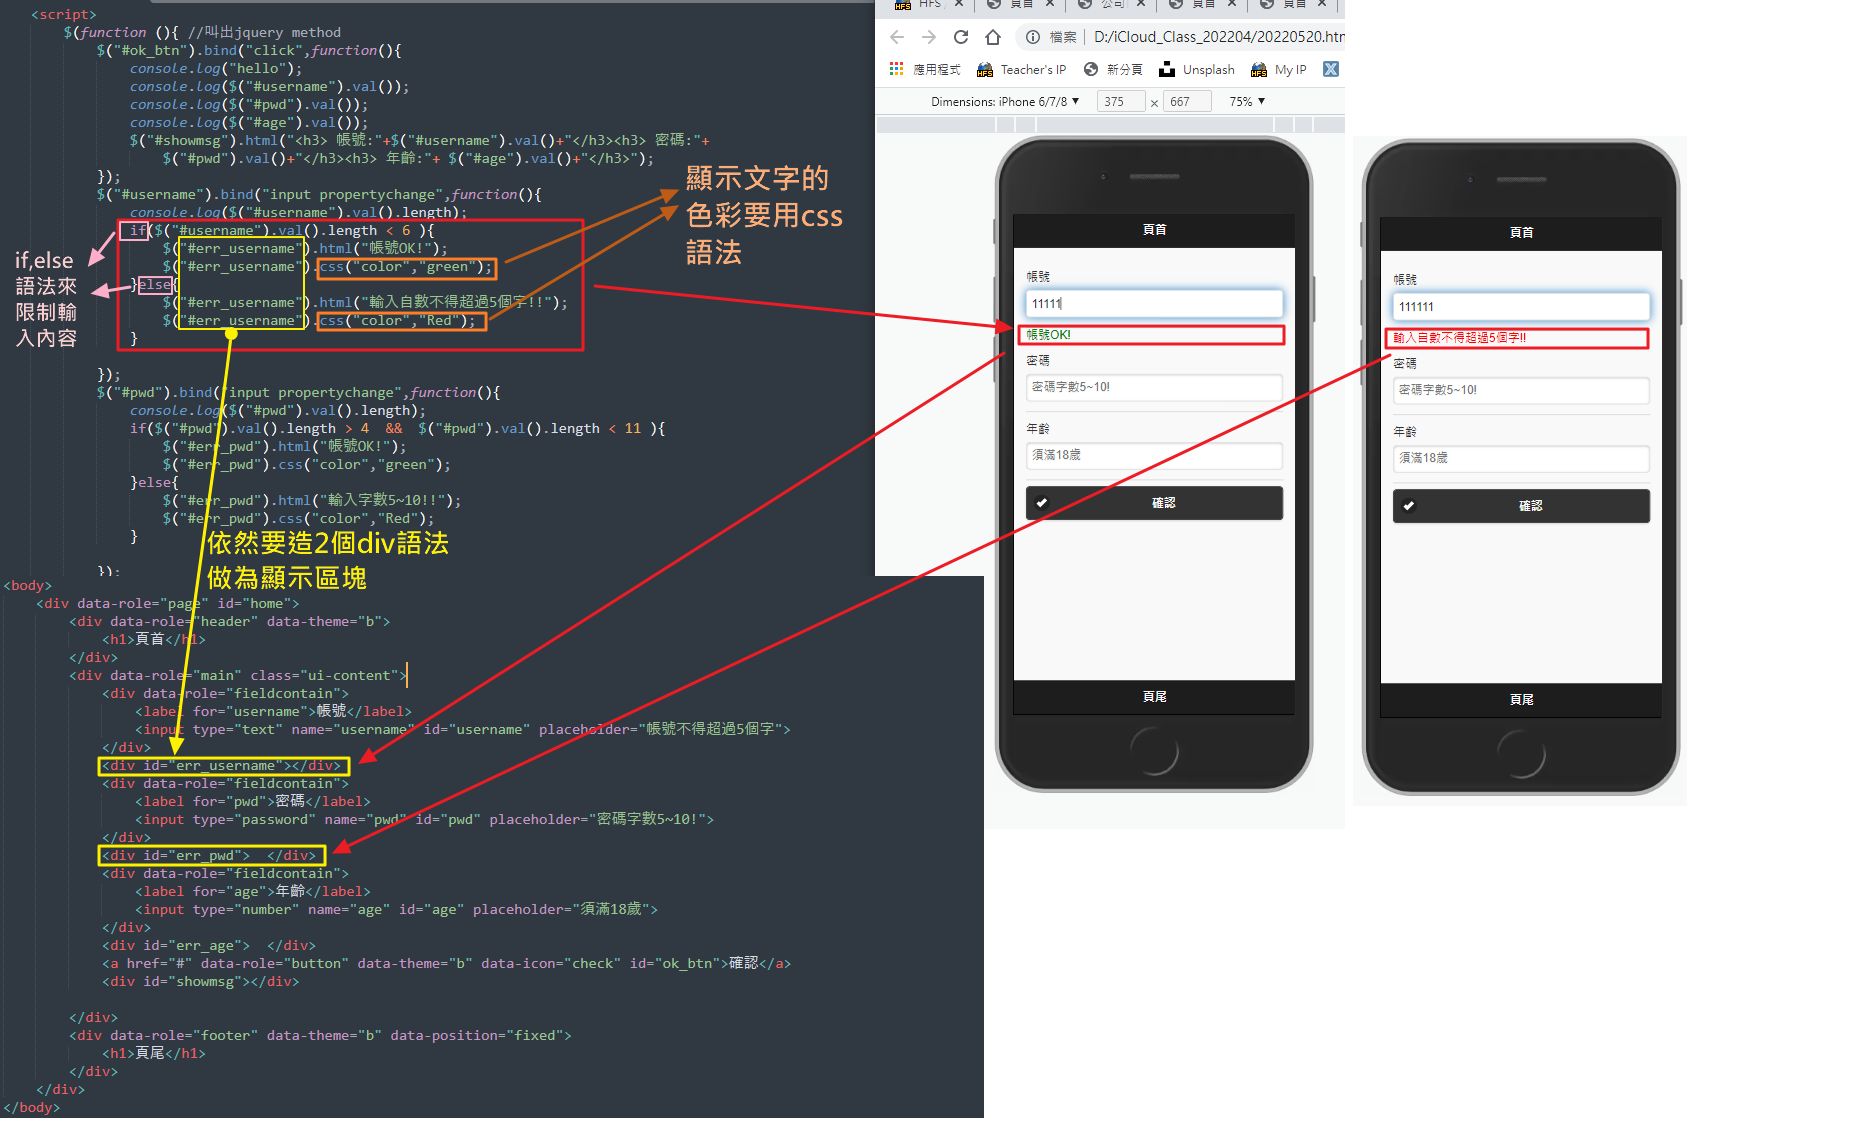 <script>
$(function (){ //叫出jquery method
$("#ok_btn").bind("click",function(){
console.log("hello");
console.log($("#username").val());
console.log($("#pwd").val());
console.log($("#age").val());
$("#showmsg").html("<h3> 帳號:"+$("#username").val()+"</h3><h3> 密碼:"+
$("#pwd").val()+"</h3><h3> 年齡:"+ $("#age").val()+"</h3>");
});
$("#username").bind("input propertychange",function(){
console.log($("#username").val().length);
if($("#username").val().length < 6 ){
$("#err_username").html("帳號OK!");
$("#err_username").css("color","green");
}else{
$("#err_username").html("輸入自數不得超過5個字!!");
$("#err_username").css("color","Red");
}
});
$("#pwd").bind("input propertychange",function(){
console.log($("#pwd").val().length);
if($("#pwd").val().length > 4  &&  $("#pwd").val().length < 11 ){
$("#err_pwd").html("帳號OK!");
$("#err_pwd").css("color","green");
}else{
$("#err_pwd").html("輸入字數5~10!!");
$("#err_pwd").css("color","Red");
}
});
if,else
語法來
限制輸
入內容
顯示文字的
色彩要用css
語法
依然要造2個div語法
做為顯示區塊
<body>
<div data-role="page" id="home">
<div data-role="header" data-theme="b">
<h1>頁首</h1>
</div>
<div data-role="main" class="ui-content">
<div data-role="fieldcontain">
<label for="username">帳號</label>
<input type="text" name="username" id="username" placeholder="帳號不得超過5個字">
</div>
<div id="err_username"></div>
<div data-role="fieldcontain">
<label for="pwd">密碼</label>
<input type="password" name="pwd" id="pwd" placeholder="密碼字數5~10!">
</div>
<div id="err_pwd">  </div>
<div data-role="fieldcontain">
<label for="age">年齡</label>
<input type="number" name="age" id="age" placeholder="須滿18歲">
</div>
<div id="err_age">  </div>
<a href="#" data-role="button" data-theme="b" data-icon="check" id="ok_btn">確認</a>
<div id="showmsg"></div>
</div>
<div data-role="footer" data-theme="b" data-position="fixed">
<h1>頁尾</h1>
</div>
</div>
</body>
HFS 頁首 公司 頁首 頁首
檔案 D:/iCloud_Class_202204/20220520.htm
應用程式 Teacher's IP 新分頁 Unsplash My IP
Dimensions: iPhone 6/7/8 ▼ 375 × 667 75% ▼
頁首
帳號
11111
帳號OK!
密碼
密碼字數5~10!
年齡
須滿18歲
確認
頁尾
頁首
帳號
111111
輸入自數不得超過5個字!!
密碼
密碼字數5~10!
年齡
須滿18歲
確認
頁尾